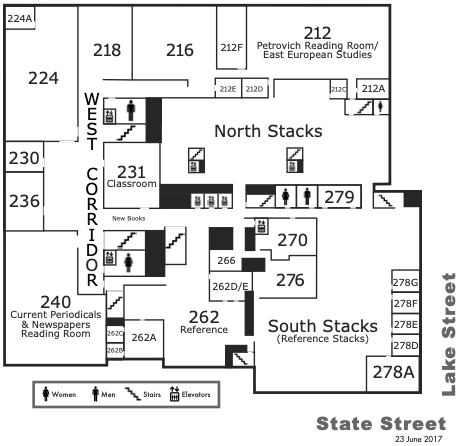 224A
218
216
212F
212
Petrovich Reading Room/
East European Studies
224
212E
212D
212C
212A
WEST CORRIDOR
North Stacks
230
231
Classroom
236
279
New Books
270
266
276
240
Current Periodicals
& Newspapers
Reading Room
262D/E
262
Reference
262C
262B
262A
South Stacks
(Reference Stacks)
278G
278F
278E
278D
278A
Lake Street
Women
Men
Stairs
Elevators
State Street
23 June 2017